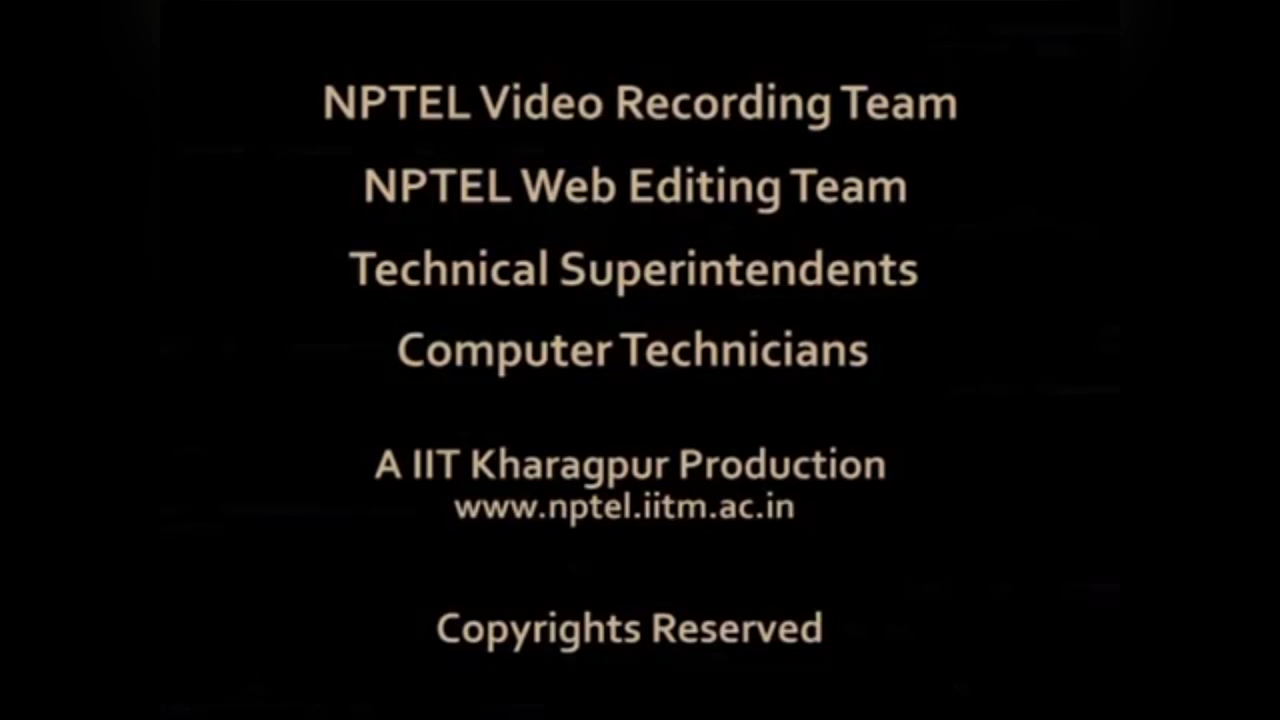 NPTEL Video Recording Team
NPTEL Web Editing Team
Technical Superintendents
Computer Technicians
A IIT Kharagpur Production
www.nptel.iitm.ac.in
Copyrights Reserved